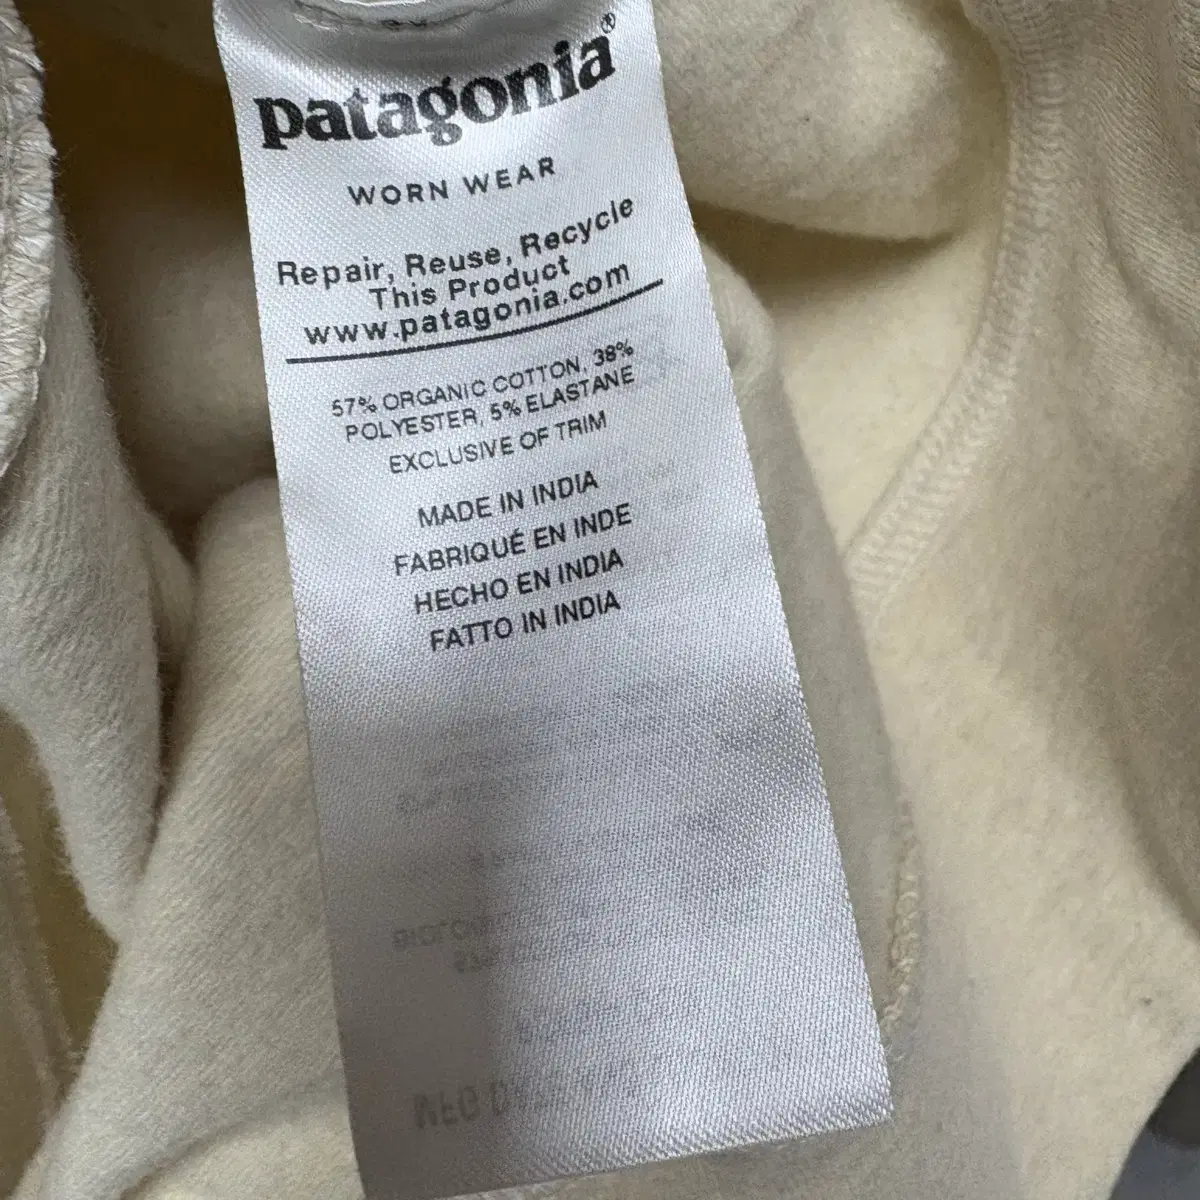 patagonia®
WORN WEAR
Repair, Reuse, Recycle
This Product
www.patagonia.com
57% ORGANIC COTTON, 38%
POLYESTER, 5% ELASTANE
EXCLUSIVE OF TRIM
MADE IN INDIA
FABRIQUÉ EN INDE
HECHO EN INDIA
FATTO IN INDIA